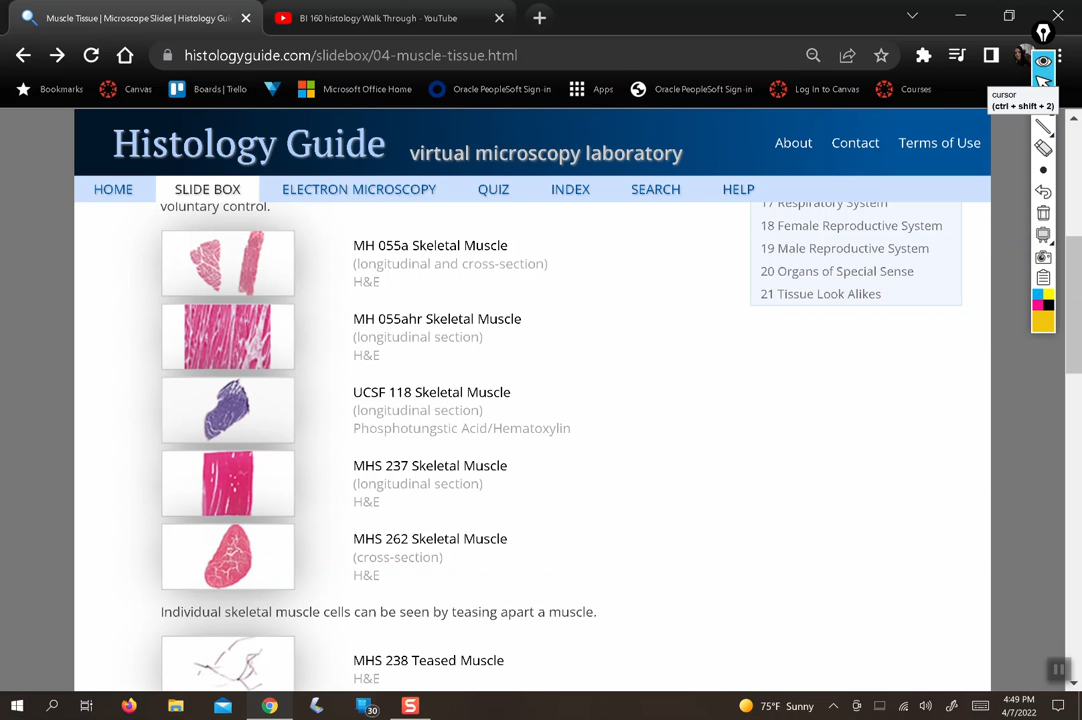 Muscle Tissue | Microscope Slides | Histology Gui
BI 160 histology Walk Through - YouTube
histologyguide.com/slidebox/04-muscle-tissue.html
Bookmarks Canvas Boards | Trello Microsoft Office Home Oracle PeopleSoft Sign-in Apps Oracle PeopleSoft Sign-in Log In to Canvas Courses
cursor
(ctrl + shift + 2)
Histology Guide virtual microscopy laboratory
About Contact Terms of Use
HOME SLIDE BOX ELECTRON MICROSCOPY QUIZ INDEX SEARCH HELP
voluntary control.
17 Respiratory System
18 Female Reproductive System
19 Male Reproductive System
20 Organs of Special Sense
21 Tissue Look Alikes
MH 055a Skeletal Muscle
(longitudinal and cross-section)
H&E
MH 055ahr Skeletal Muscle
(longitudinal section)
H&E
UCSF 118 Skeletal Muscle
(longitudinal section)
Phosphotungstic Acid/Hematoxylin
MHS 237 Skeletal Muscle
(longitudinal section)
H&E
MHS 262 Skeletal Muscle
(cross-section)
H&E
Individual skeletal muscle cells can be seen by teasing apart a muscle.
MHS 238 Teased Muscle
H&E
30
S
75°F Sunny
4:49 PM
4/7/2022